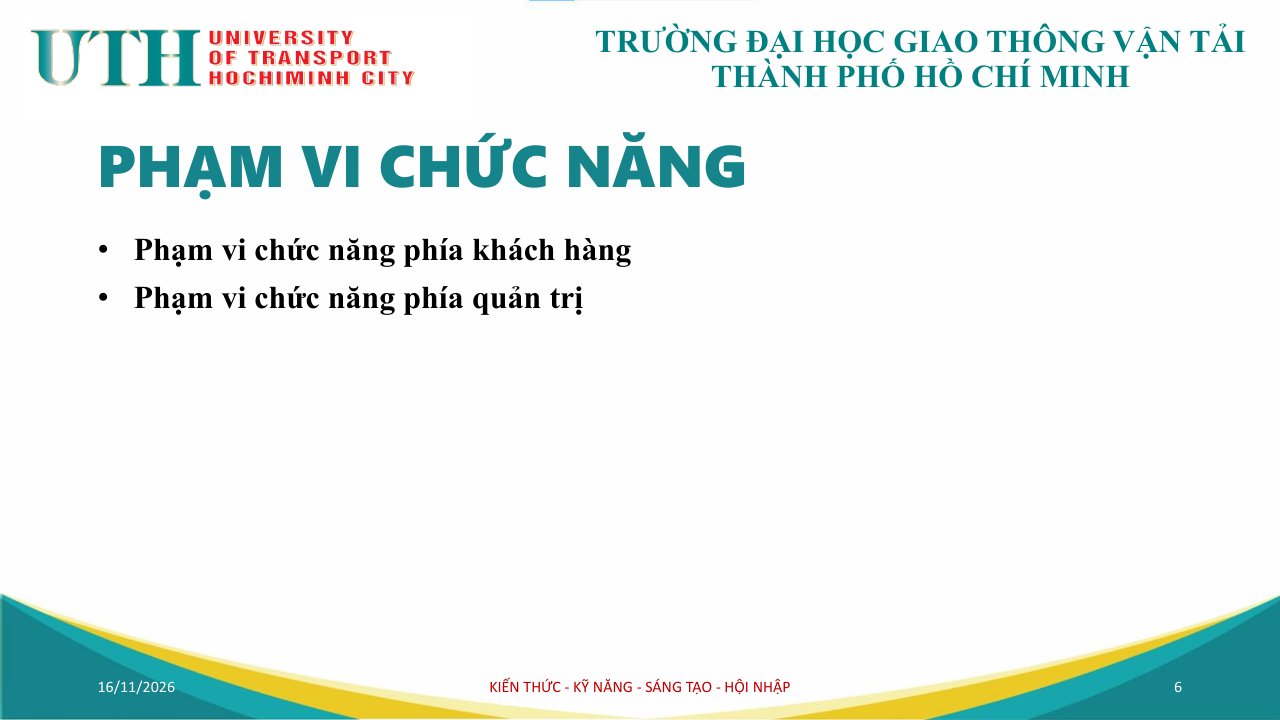 UTH
UNIVERSITY
OF TRANSPORT
HOCHIMINH CITY
TRƯỜNG ĐẠI HỌC GIAO THÔNG VẬN TẢI
THÀNH PHỐ HỒ CHÍ MINH
PHẠM VI CHỨC NĂNG
• Phạm vi chức năng phía khách hàng
• Phạm vi chức năng phía quản trị
16/11/2026
KIẾN THỨC - KỸ NĂNG - SÁNG TẠO - HỘI NHẬP
6